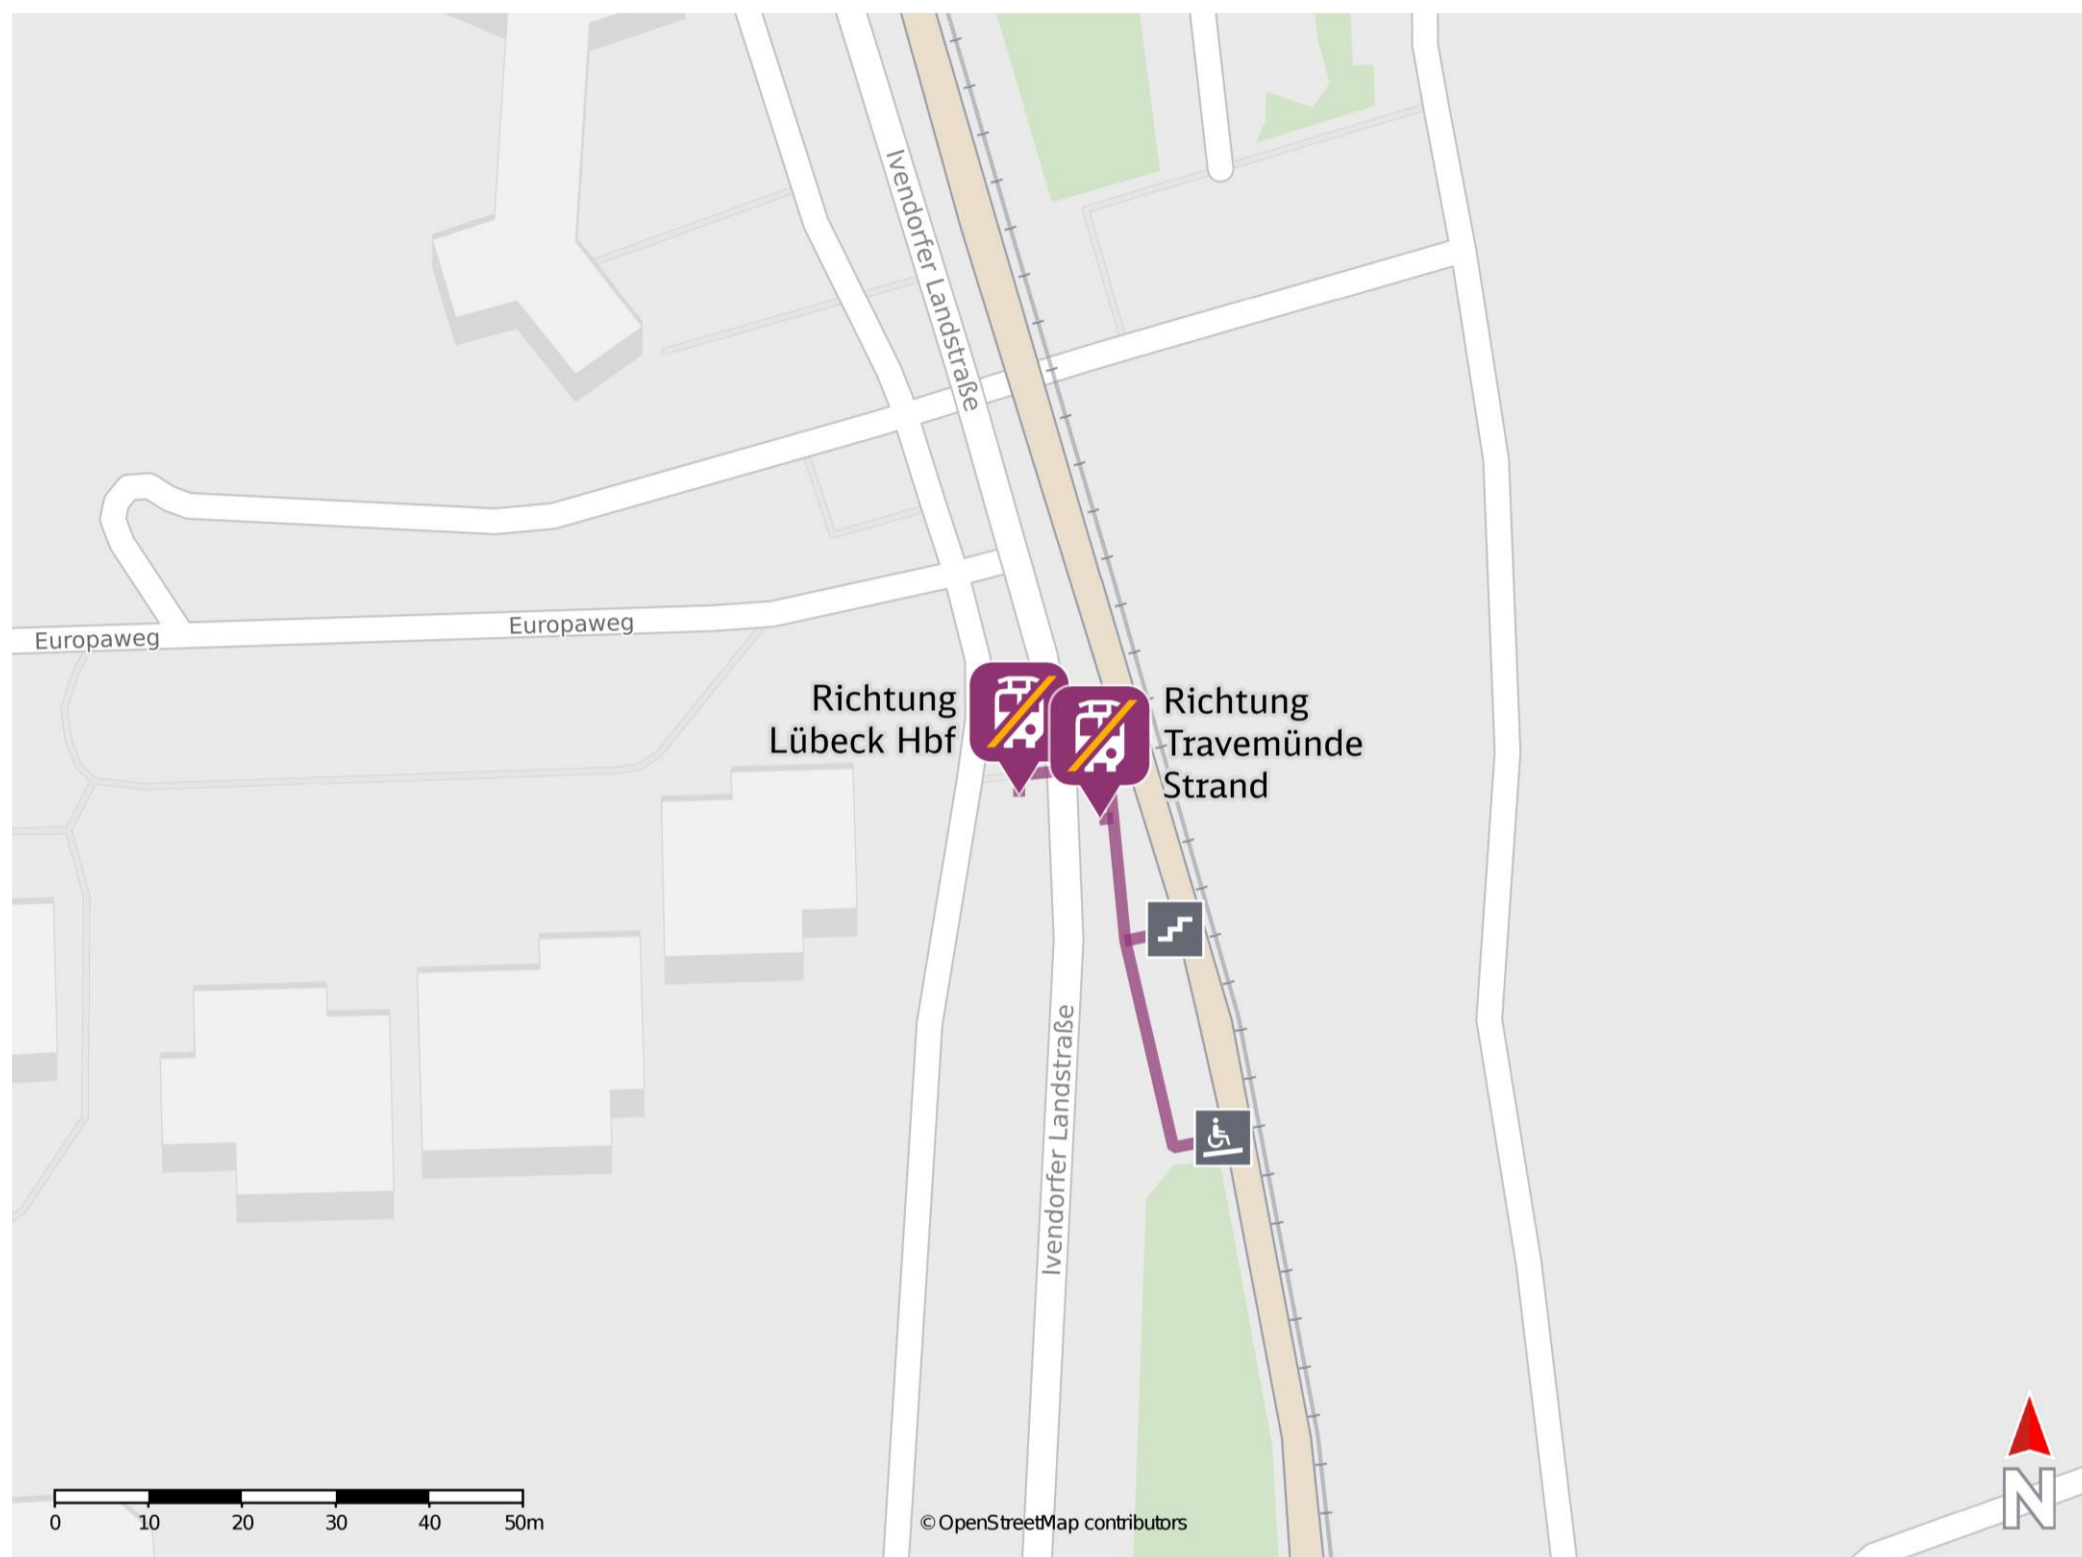 Ivendorfer Landstraße
Europaweg
Europaweg
Richtung
Lübeck Hbf
Richtung
Travemünde
Strand
Ivendorfer Landstraße
0 10 20 30 40 50m
© OpenStreetMap contributors
N